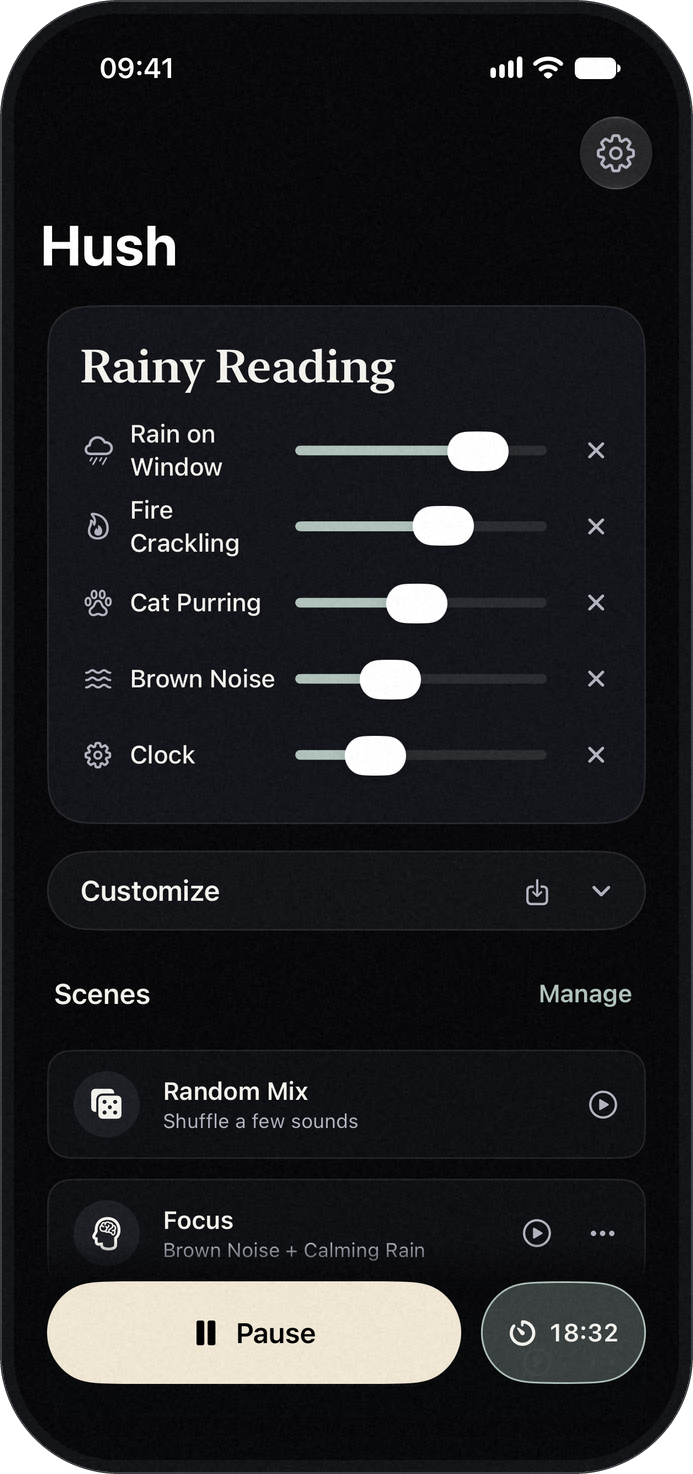 09:41
Hush
Rainy Reading
Rain on
Window
Fire
Crackling
Cat Purring
Brown Noise
Clock
Customize
Scenes
Manage
Random Mix
Shuffle a few sounds
Focus
Brown Noise + Calming Rain
Pause
18:32